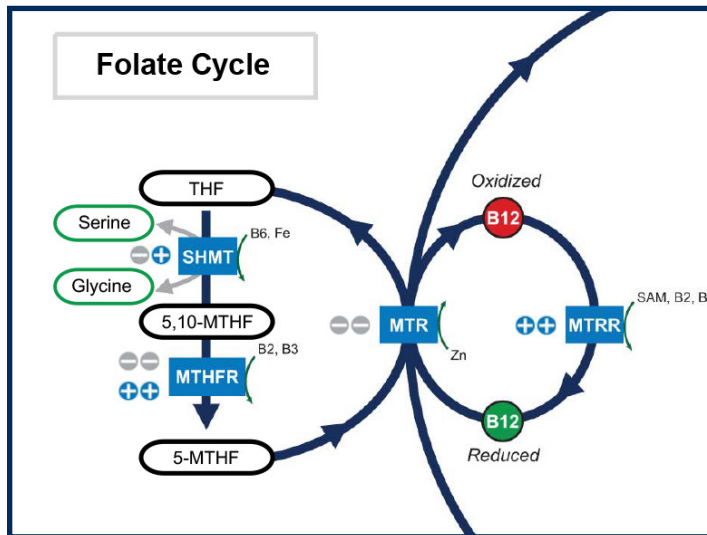 Folate Cycle
THF
Serine
B6, Fe
SHMT
Glycine
5,10-MTHF
B2, B3
MTHFR
5-MTHF
MTR
Zn
Oxidized
B12
SAM, B2, B
MTRR
B12
Reduced